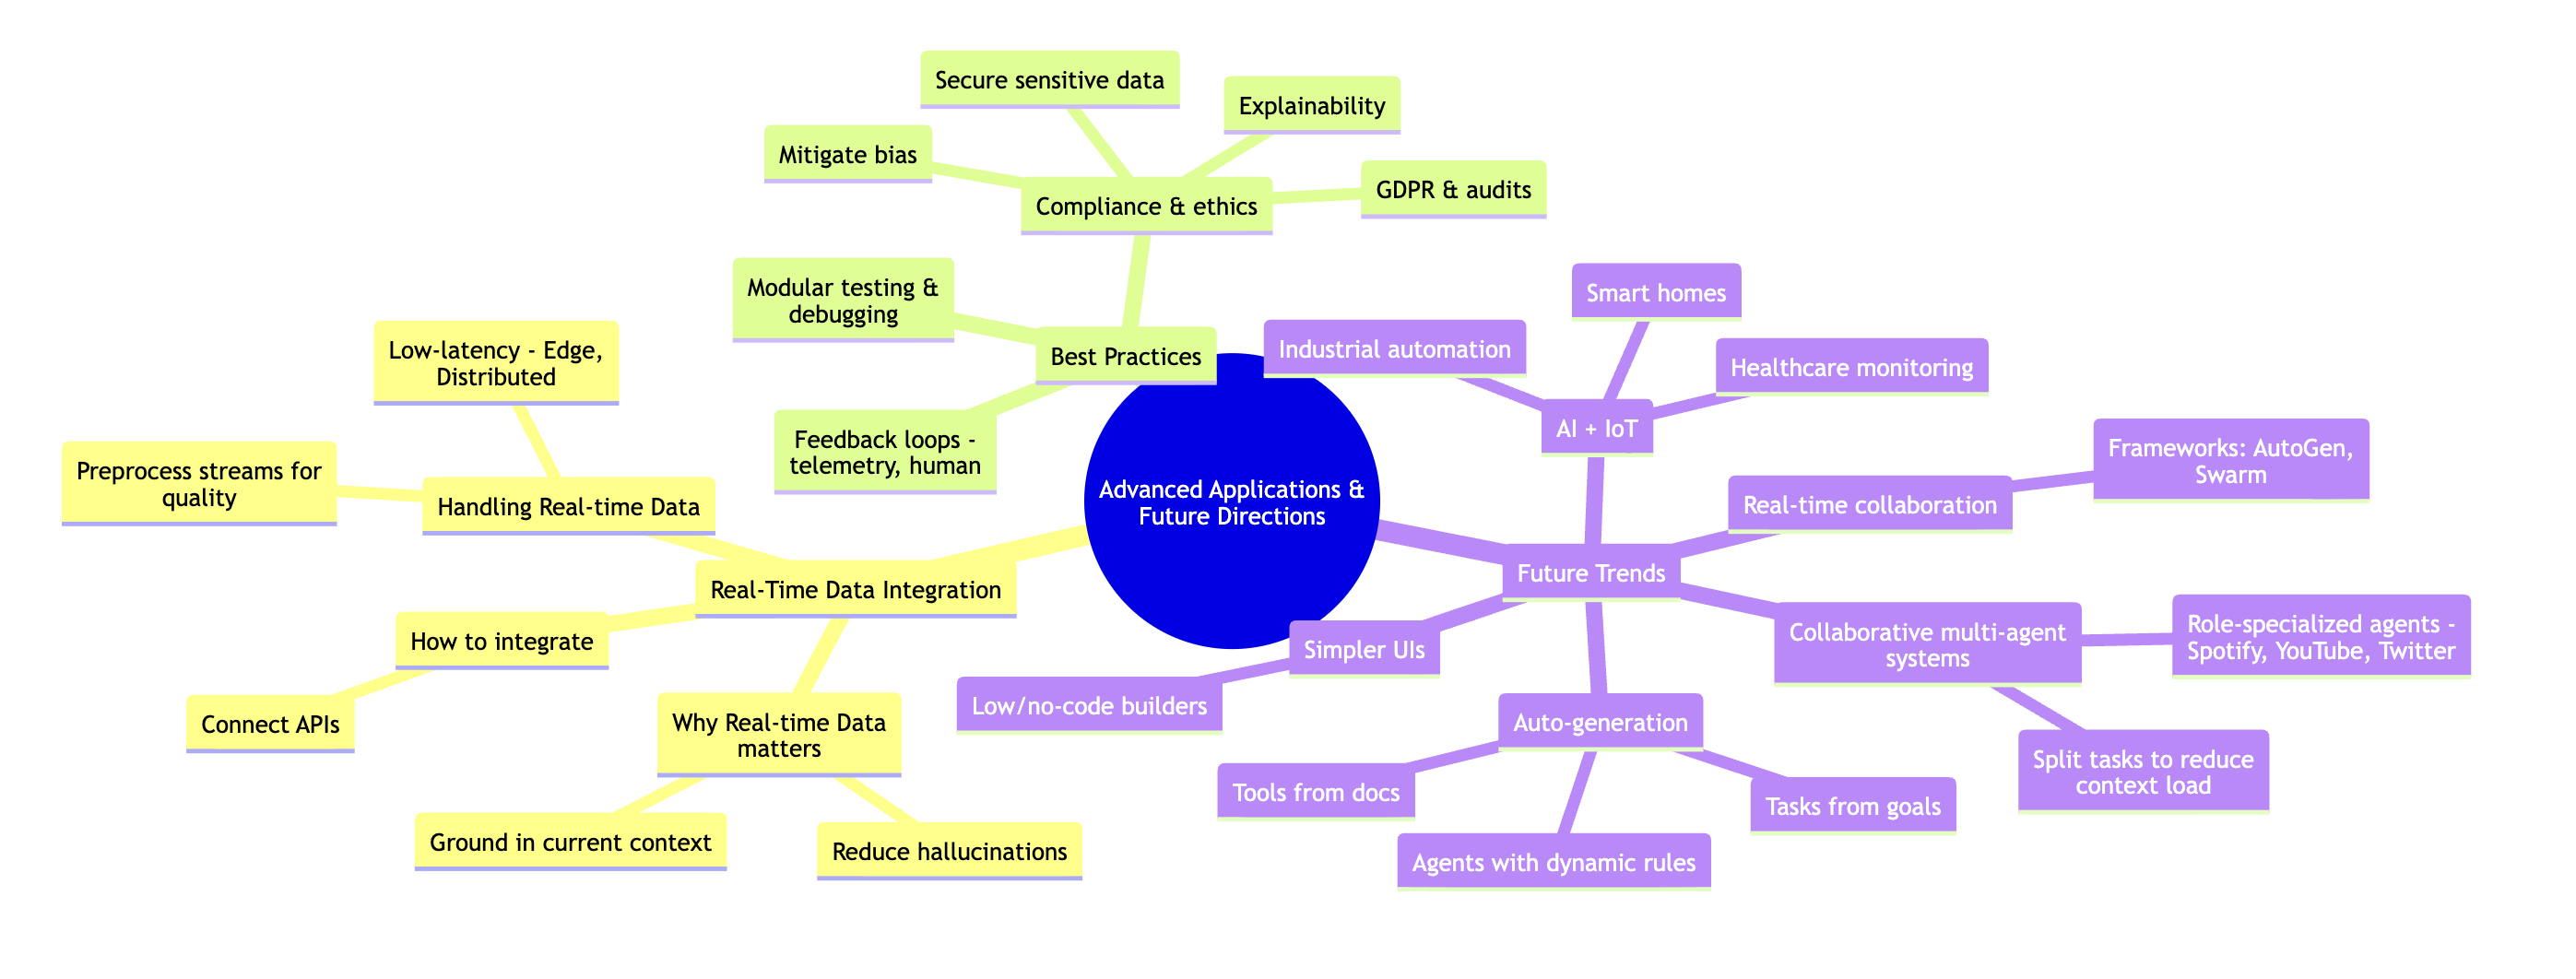 Advanced Applications &
Future Directions
Best Practices
Compliance & ethics
Mitigate bias
Secure sensitive data
Explainability
GDPR & audits
Modular testing &
debugging
Feedback loops -
telemetry, human
Real-Time Data Integration
Handling Real-time Data
Low-latency - Edge,
Distributed
Preprocess streams for
quality
How to integrate
Connect APIs
Why Real-time Data
matters
Ground in current context
Reduce hallucinations
Future Trends
AI + IoT
Industrial automation
Smart homes
Healthcare monitoring
Real-time collaboration
Frameworks: AutoGen,
Swarm
Collaborative multi-agent
systems
Role-specialized agents -
Spotify, YouTube, Twitter
Split tasks to reduce
context load
Auto-generation
Tools from docs
Agents with dynamic rules
Tasks from goals
Simpler UIs
Low/no-code builders